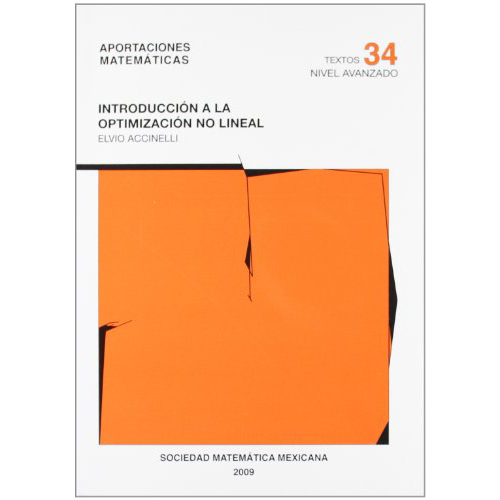 APORTACIONES
MATEMÁTICAS
TEXTOS 34
NIVEL AVANZADO
INTRODUCCIÓN A LA
OPTIMIZACIÓN NO LINEAL
ELVIO ACCINELLI
SOCIEDAD MATEMÁTICA MEXICANA
2009